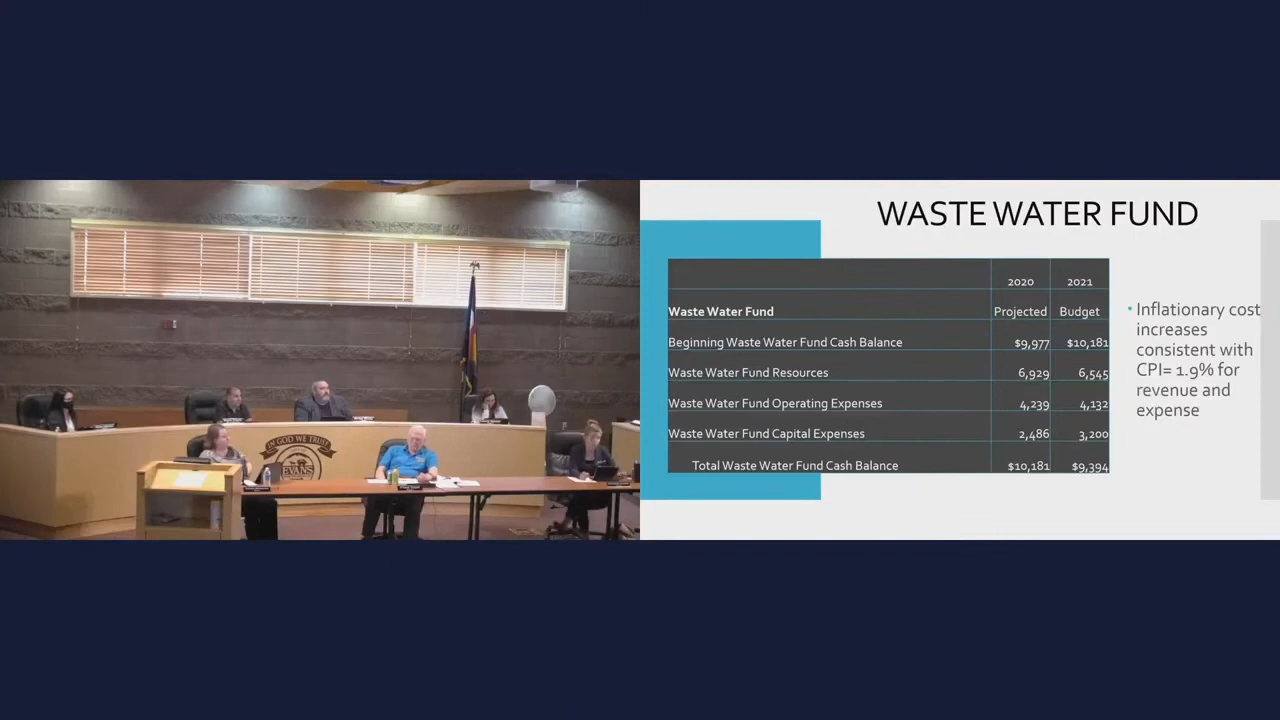 IN GOD WE TRUST
EVANS
WASTE WATER FUND
2020 2021
Waste Water Fund Projected Budget
Beginning Waste Water Fund Cash Balance $9,977 $10,181
Waste Water Fund Resources 6,929 6,545
Waste Water Fund Operating Expenses 4,239 4,132
Waste Water Fund Capital Expenses 2,486 3,200
Total Waste Water Fund Cash Balance $10,181 $9,394
• Inflationary cost
increases
consistent with
CPI= 1.9% for
revenue and
expense